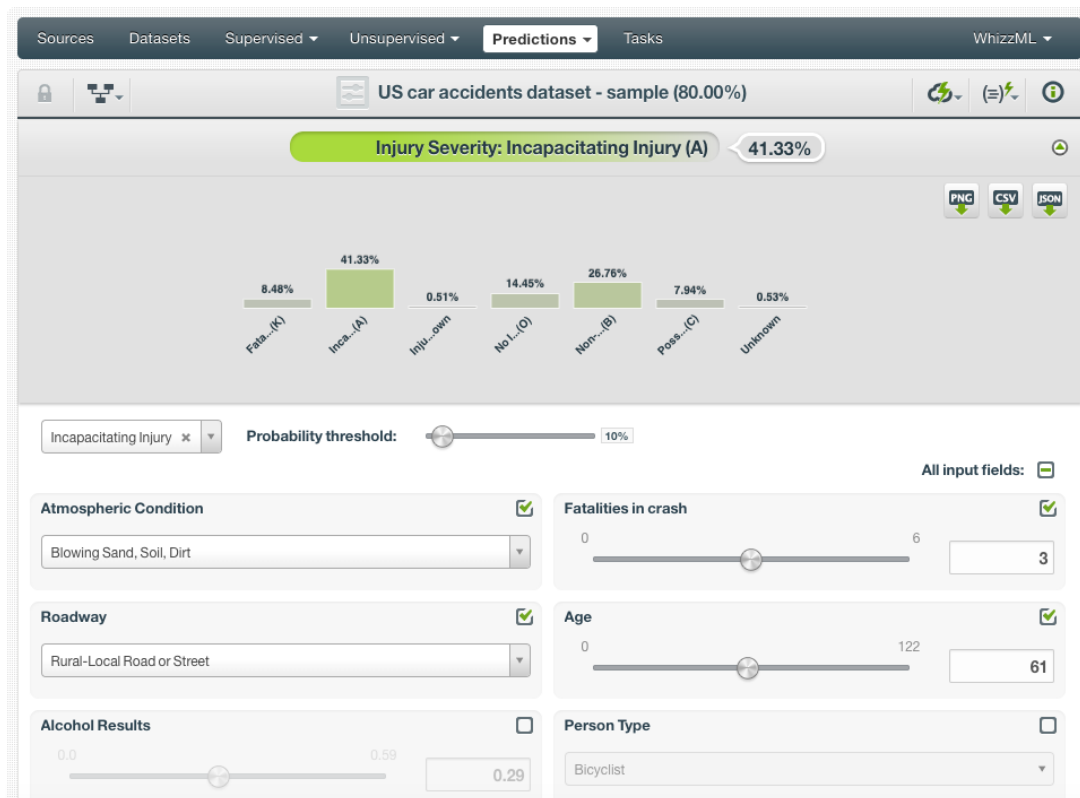 Sources Datasets Supervised Unsupervised Predictions Tasks WhizzML
US car accidents dataset - sample (80.00%)
Injury Severity: Incapacitating Injury (A) 41.33%
PNG CSV JSON
8.48% 41.33% 0.51% 14.45% 26.76% 7.94% 0.53%
Fata...(K) Inca...(A) Inju...own No I...(O) Non-...(B) Poss...(C) Unknown
Incapacitating Injury × Probability threshold: 10%
All input fields:
Atmospheric Condition
Blowing Sand, Soil, Dirt
Fatalities in crash
0 6
3
Roadway
Rural-Local Road or Street
Age
0 122
61
Alcohol Results
0.0 0.59
0.29
Person Type
Bicyclist